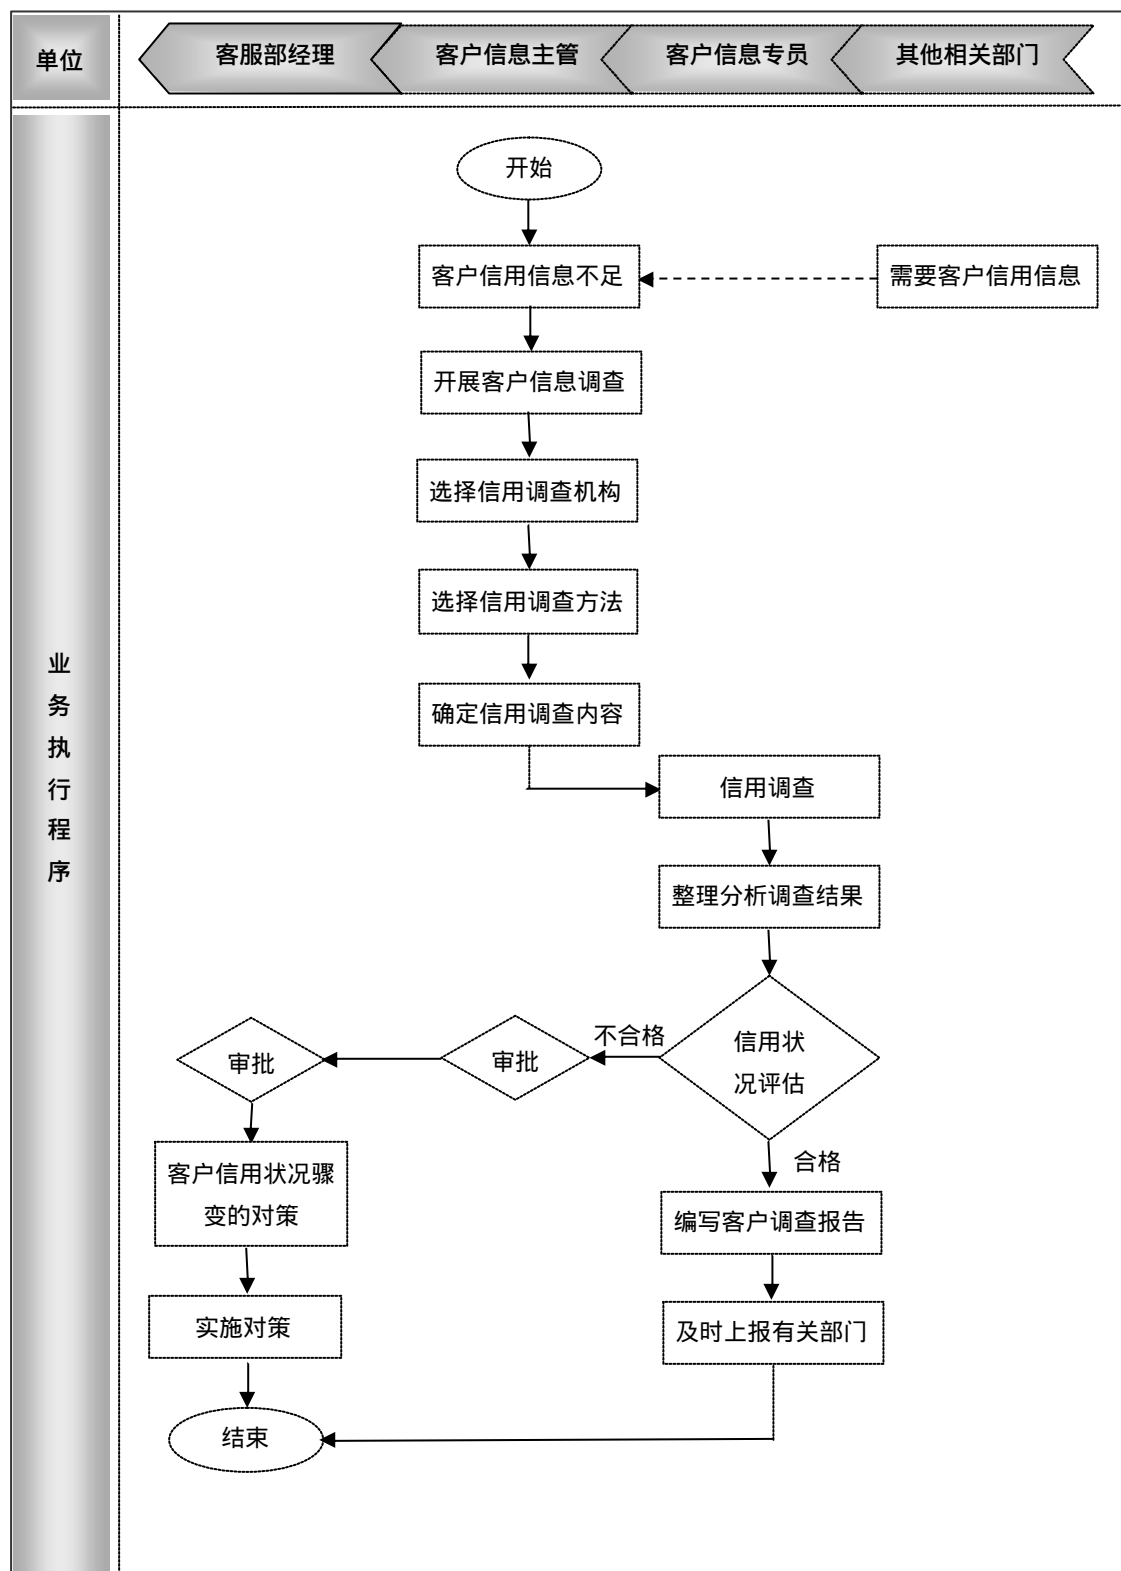 单位
客服部经理
客户信息主管
客户信息专员
其他相关部门
业
务
执
行
程
序
开始
客户信用信息不足
需要客户信用信息
开展客户信息调查
选择信用调查机构
选择信用调查方法
确定信用调查内容
信用调查
整理分析调查结果
信用状
况评估
不合格
审批
审批
合格
客户信用状况骤
变的对策
编写客户调查报告
实施对策
及时上报有关部门
结束